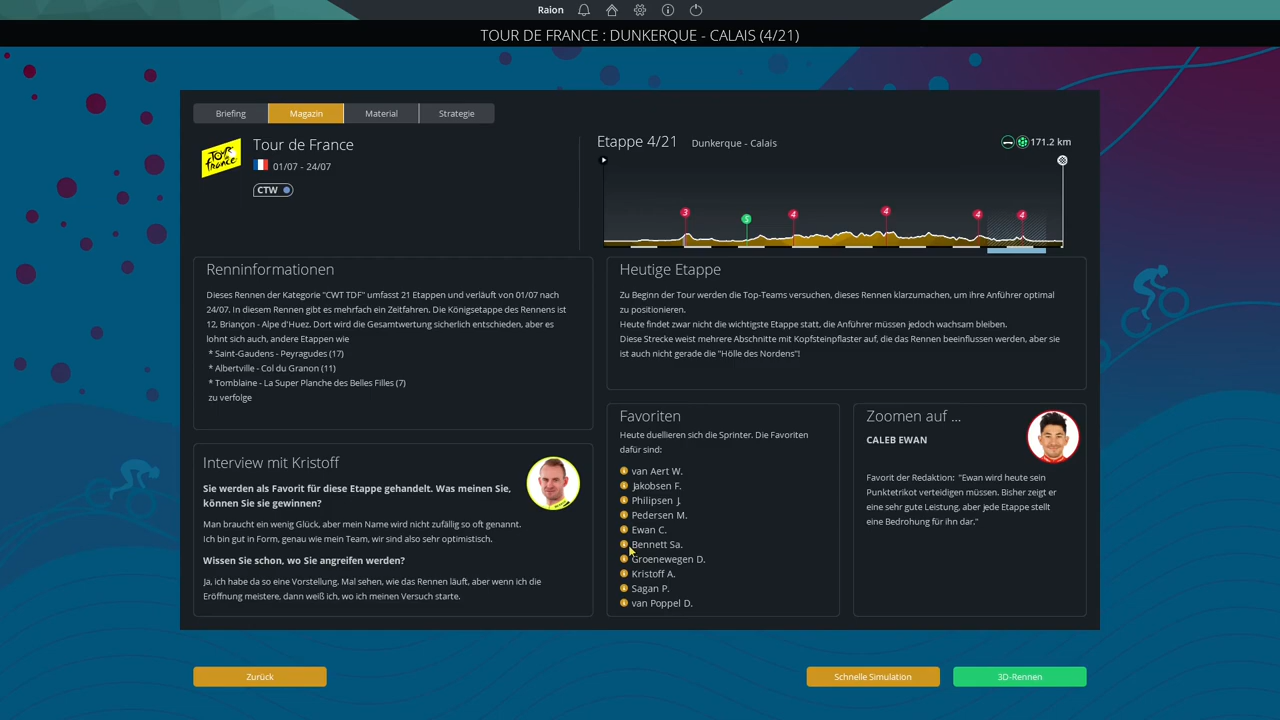 Raion
TOUR DE FRANCE : DUNKERQUE - CALAIS (4/21)
Briefing
Magazin
Material
Strategie
TOUR de france
Tour de France
01/07 - 24/07
CTW
Etappe 4/21
Dunkerque - Calais
171.2 km
3
S
4
4
4
4
Renninformationen
Dieses Rennen der Kategorie "CWT TDF" umfasst 21 Etappen und verläuft von 01/07 nach
24/07. In diesem Rennen gibt es mehrfach ein Zeitfahren. Die Königsetappe des Rennens ist
12, Briançon - Alpe d'Huez. Dort wird die Gesamtwertung sicherlich entschieden, aber es
lohnt sich auch, andere Etappen wie
* Saint-Gaudens - Peyragudes (17)
* Albertville - Col du Granon (11)
* Tomblaine - La Super Planche des Belles Filles (7)
zu verfolge
Heutige Etappe
Zu Beginn der Tour werden die Top-Teams versuchen, dieses Rennen klarzumachen, um ihre Anführer optimal
zu positionieren.
Heute findet zwar nicht die wichtigste Etappe statt, die Anführer müssen jedoch wachsam bleiben.
Diese Strecke weist mehrere Abschnitte mit Kopfsteinpflaster auf, die das Rennen beeinflussen werden, aber sie
ist auch nicht gerade die "Hölle des Nordens"!
Interview mit Kristoff
Sie werden als Favorit für diese Etappe gehandelt. Was meinen Sie,
können Sie sie gewinnen?
Man braucht ein wenig Glück, aber mein Name wird nicht zufällig so oft genannt.
Ich bin gut in Form, genau wie mein Team, wir sind also sehr optimistisch.
Wissen Sie schon, wo Sie angreifen werden?
Ja, ich habe da so eine Vorstellung. Mal sehen, wie das Rennen läuft, aber wenn ich die
Eröffnung meistere, dann weiß ich, wo ich meinen Versuch starte.
Favoriten
Heute duellieren sich die Sprinter. Die Favoriten
dafür sind:
van Aert W.
Jakobsen F.
Philipsen J.
Pedersen M.
Ewan C.
Bennett Sa.
Groenewegen D.
Kristoff A.
Sagan P.
van Poppel D.
Zoomen auf ...
CALEB EWAN
Favorit der Redaktion: "Ewan wird heute sein
Punktetrikot verteidigen müssen. Bisher zeigt er
eine sehr gute Leistung, aber jede Etappe stellt
eine Bedrohung für ihn dar."
Zurück
Schnelle Simulation
3D-Rennen